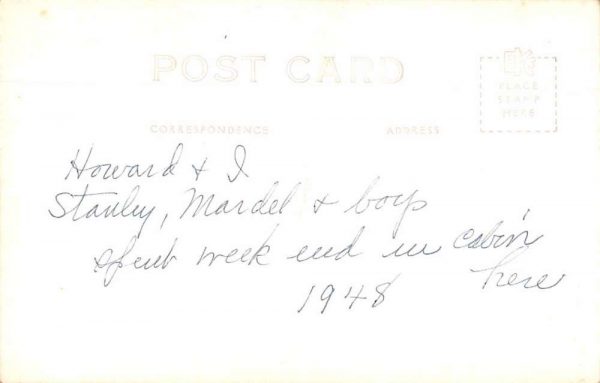 POST CARD
PLACE
STAMP
HERE
CORRESPONDENCE ADDRESS
Howard & I
Stanley, Mardel & boys
spent week end in cabin
here
1948